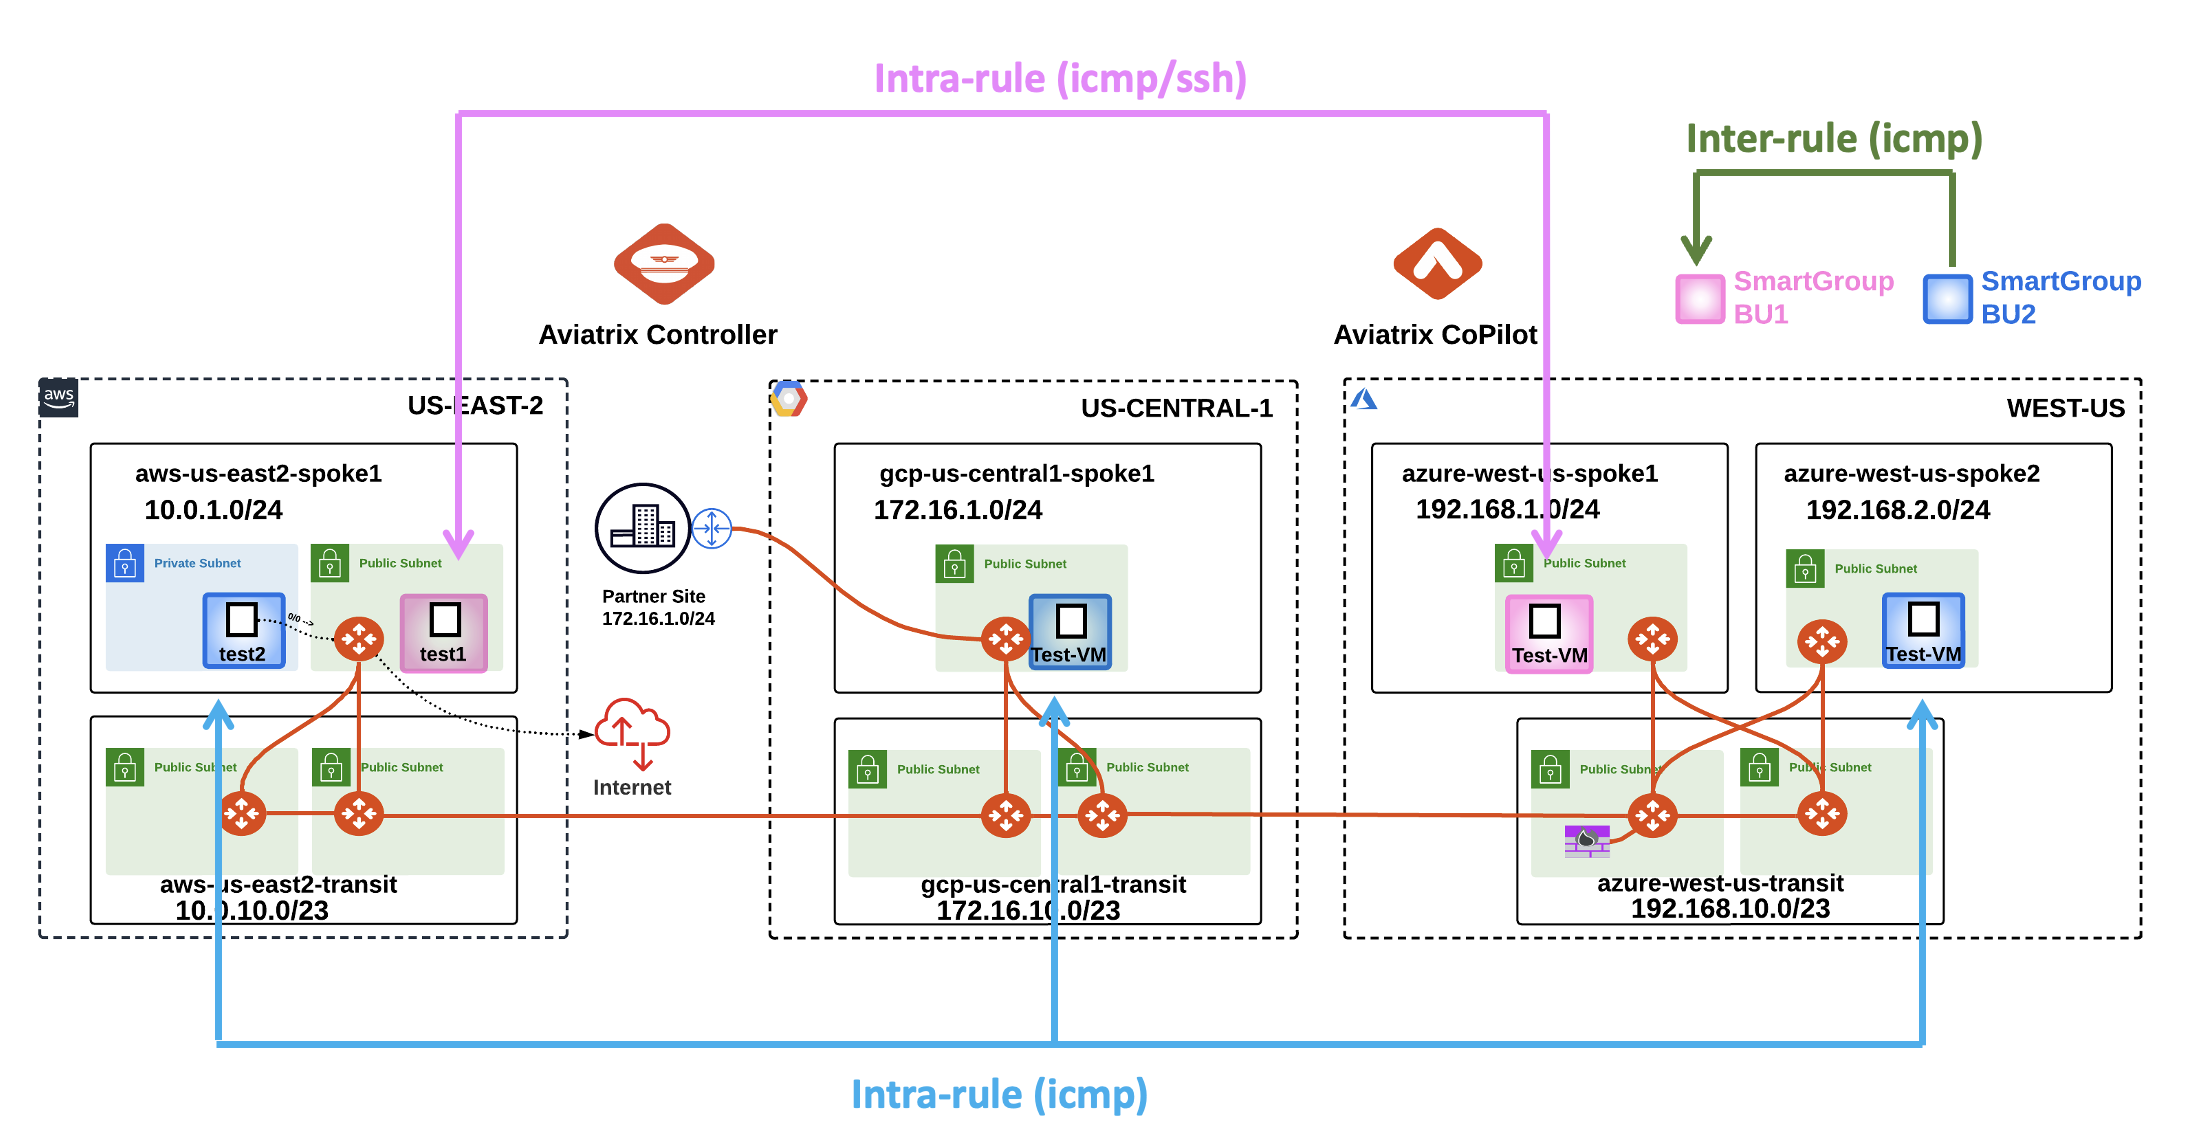 Intra-rule (icmp/ssh)
Inter-rule (icmp)
SmartGroup
BU1
SmartGroup
BU2
Aviatrix Controller
Aviatrix CoPilot
aws
US-EAST-2
US-CENTRAL-1
WEST-US
aws-us-east2-spoke1
10.0.1.0/24
Private Subnet
Public Subnet
test2
0/0 -->
test1
Partner Site
172.16.1.0/24
gcp-us-central1-spoke1
172.16.1.0/24
Public Subnet
Test-VM
azure-west-us-spoke1
192.168.1.0/24
Public Subnet
Test-VM
azure-west-us-spoke2
192.168.2.0/24
Public Subnet
Test-VM
Internet
Public Subnet
Public Subnet
aws-us-east2-transit
10.0.10.0/23
Public Subnet
Public Subnet
gcp-us-central1-transit
172.16.10.0/23
Public Subnet
Public Subnet
azure-west-us-transit
192.168.10.0/23
Intra-rule (icmp)